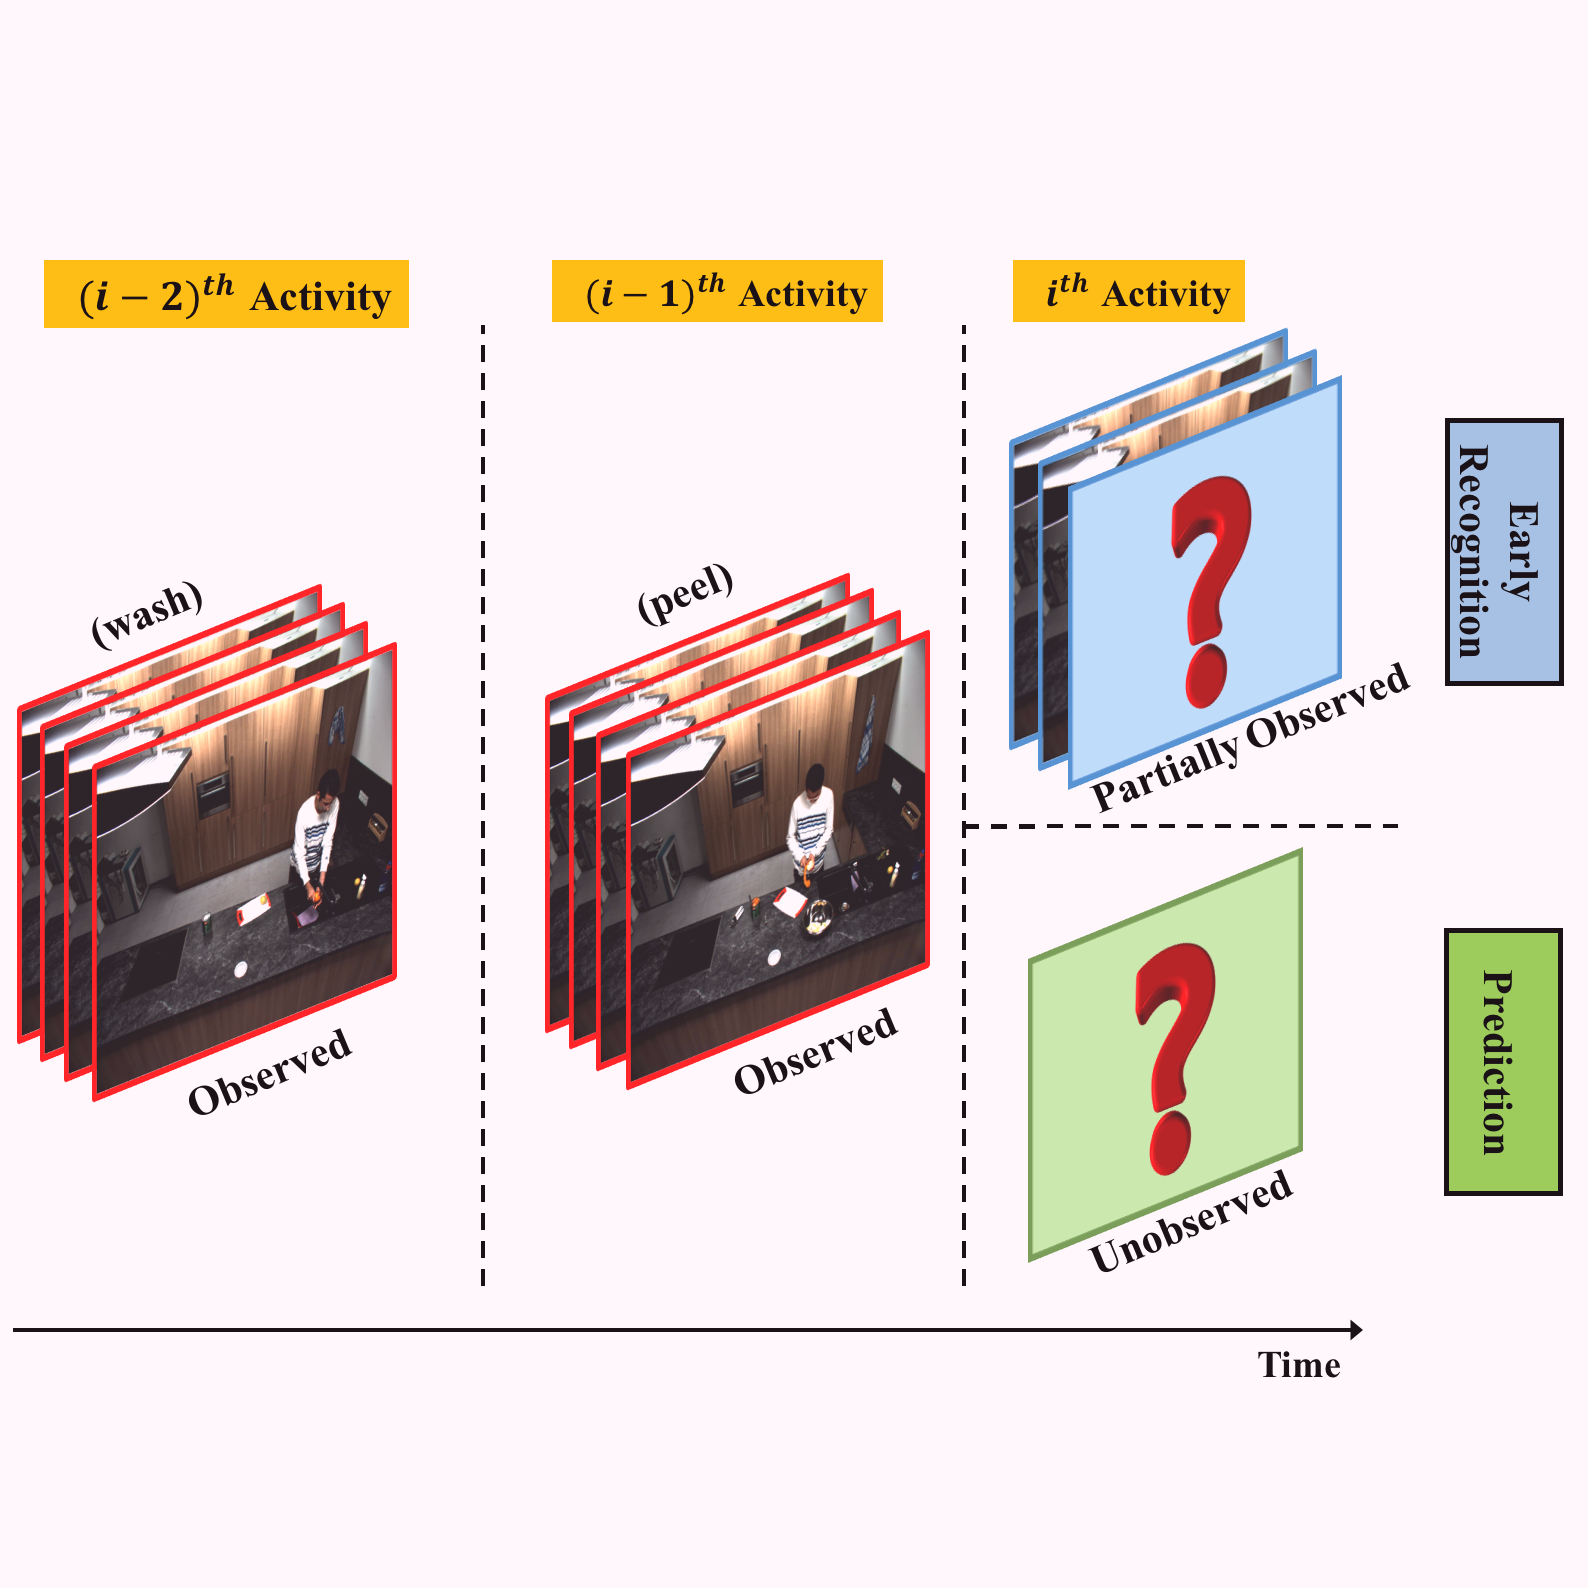 (i − 2)^th Activity
(i − 1)^th Activity
i^th Activity
(wash)
(peel)
Observed
Observed
Partially Observed
Unobserved
Early
Recognition
Prediction
Time